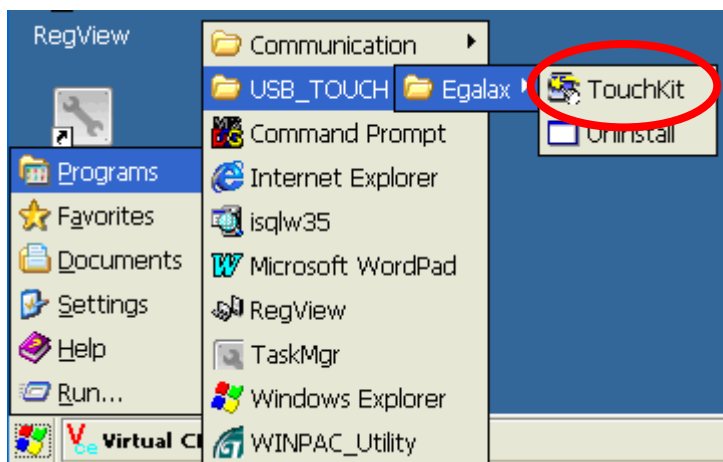 RegView
Communication
USB_TOUCH
Egalax
TouchKit
Uninstall
Command Prompt
Programs
Internet Explorer
Favorites
isqlw35
Documents
Microsoft WordPad
Settings
RegView
Help
TaskMgr
Run...
Windows Explorer
Virtual C
WINPAC_Utility